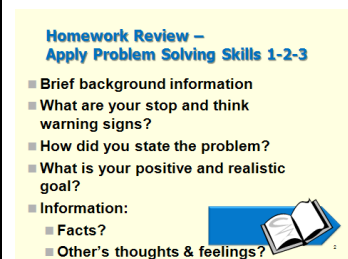 Homework Review –
Apply Problem Solving Skills 1-2-3
Brief background information
What are your stop and think
warning signs?
How did you state the problem?
What is your positive and realistic
goal?
Information:
Facts?
Other's thoughts & feelings?
2